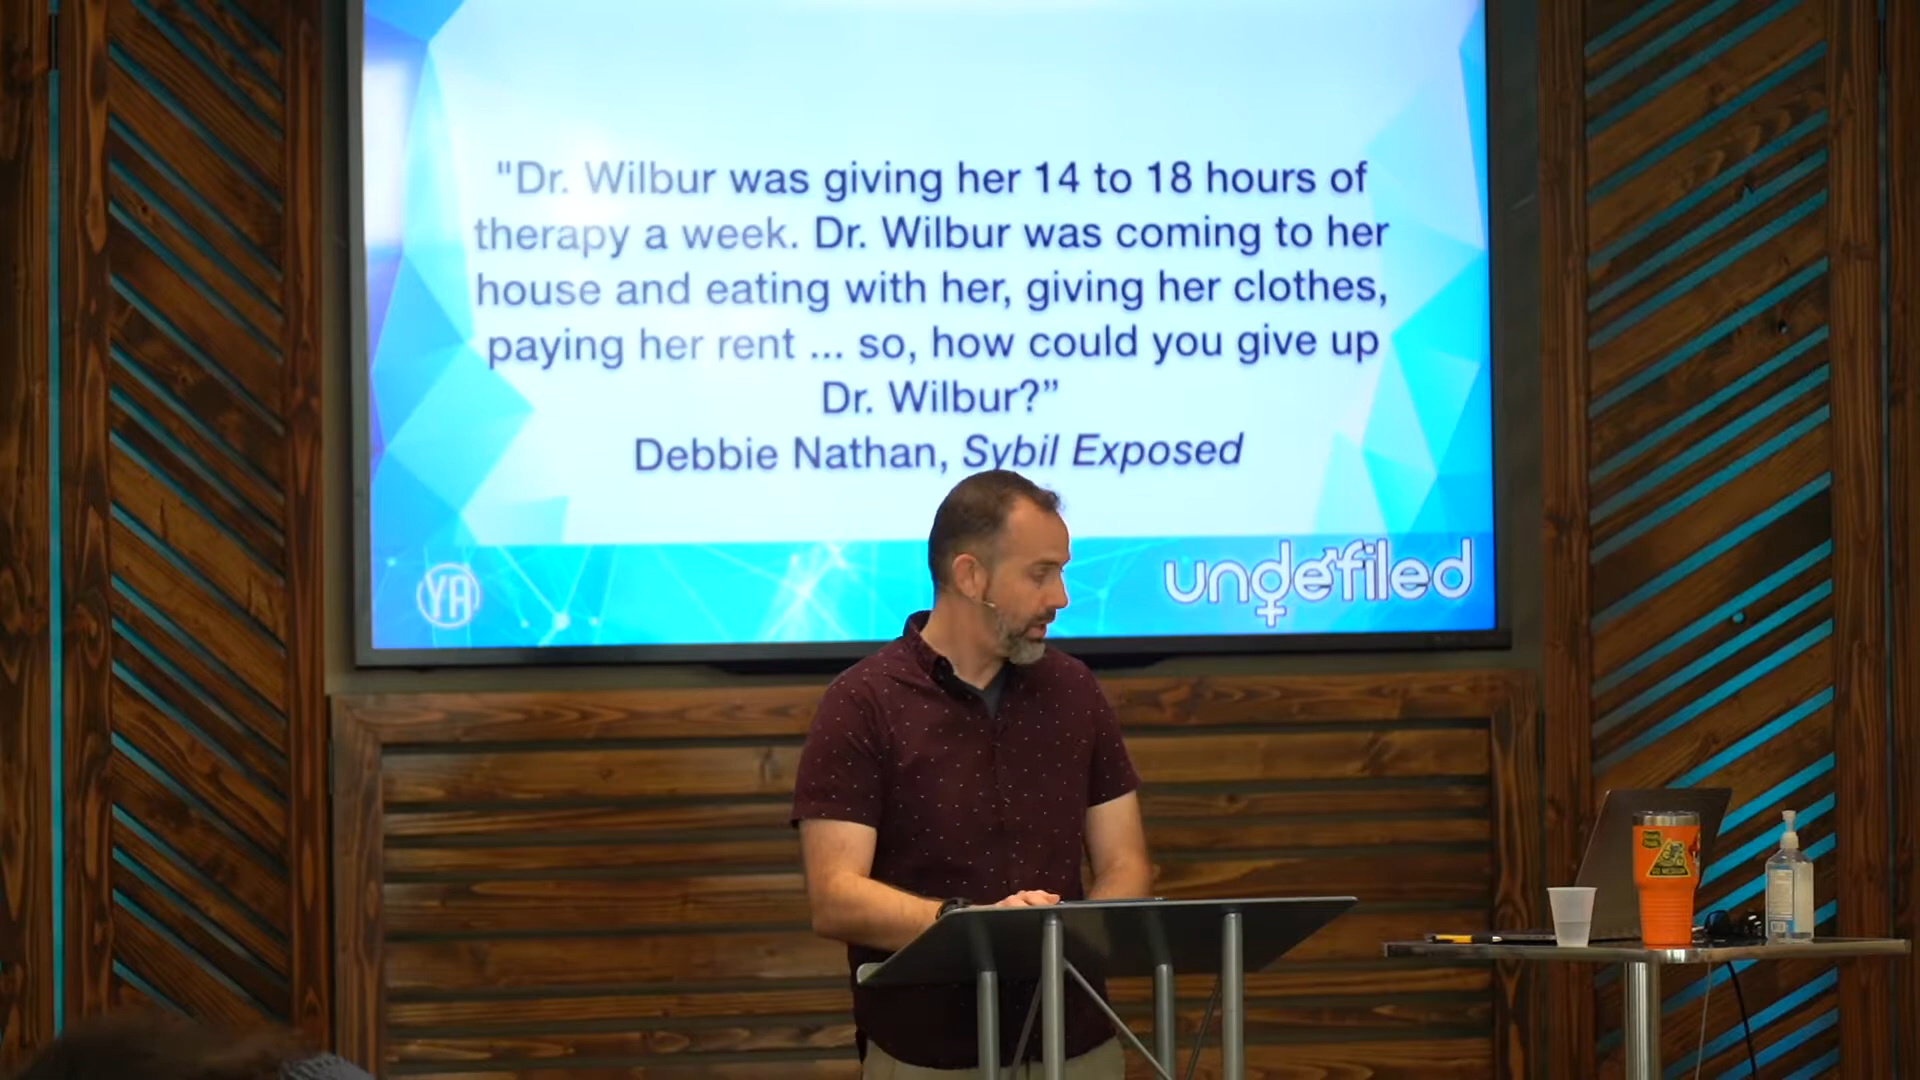 "Dr. Wilbur was giving her 14 to 18 hours of
therapy a week. Dr. Wilbur was coming to her
house and eating with her, giving her clothes,
paying her rent ... so, how could you give up
Dr. Wilbur?”
Debbie Nathan, Sybil Exposed
YA
undefiled